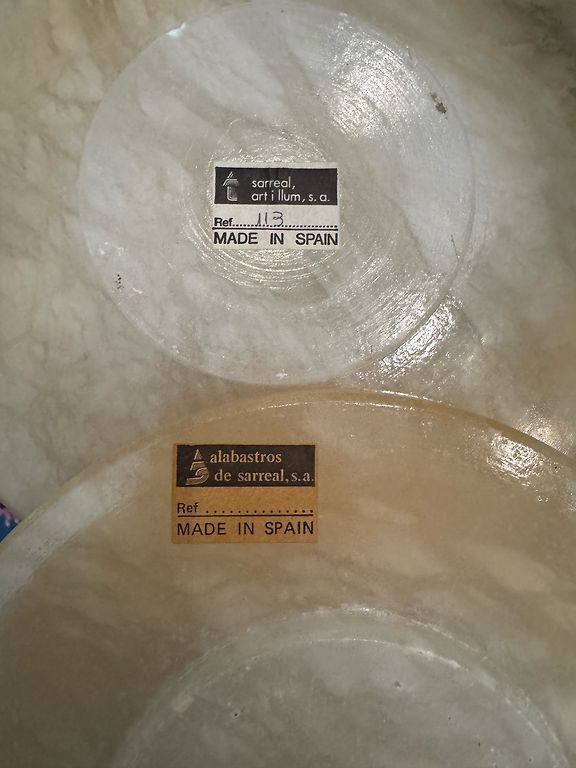 sarreal,
art i llum, s.a.
Ref. 113
MADE IN SPAIN
alabastros
de sarreal, s.a.
Ref
MADE IN SPAIN